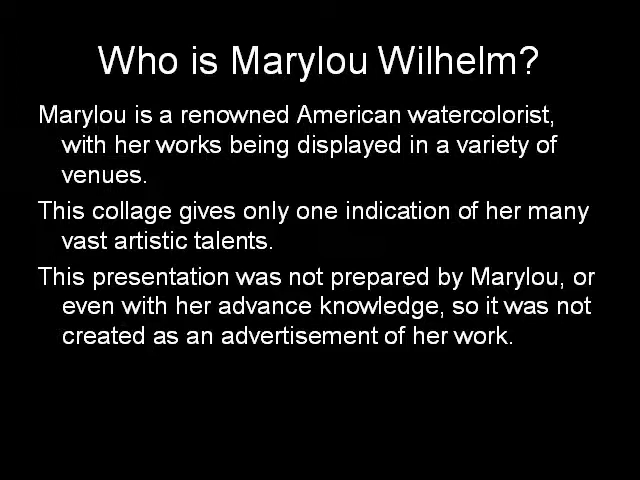 Who is Marylou Wilhelm?
Marylou is a renowned American watercolorist,
with her works being displayed in a variety of
venues.
This collage gives only one indication of her many
vast artistic talents.
This presentation was not prepared by Marylou, or
even with her advance knowledge, so it was not
created as an advertisement of her work.